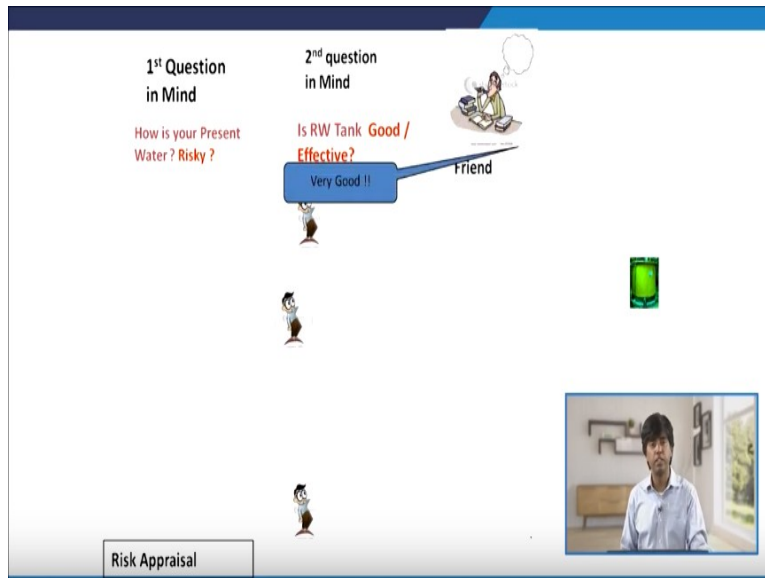 1st Question
in Mind
How is your Present
Water ? Risky ?
2nd question
in Mind
Is RW Tank Good /
Effective?
Very Good !!
Friend
Risk Appraisal